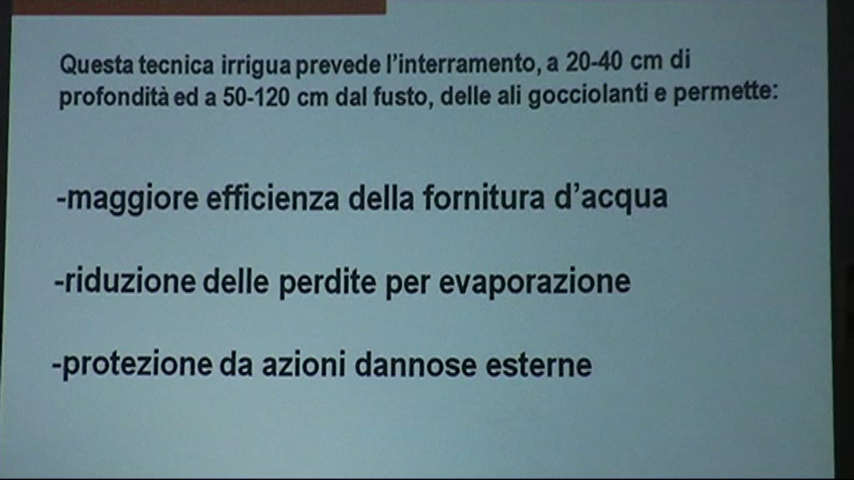 Questa tecnica irrigua prevede l'interramento, a 20-40 cm di
profondità ed a 50-120 cm dal fusto, delle ali gocciolanti e permette:
-maggiore efficienza della fornitura d'acqua
-riduzione delle perdite per evaporazione
-protezione da azioni dannose esterne